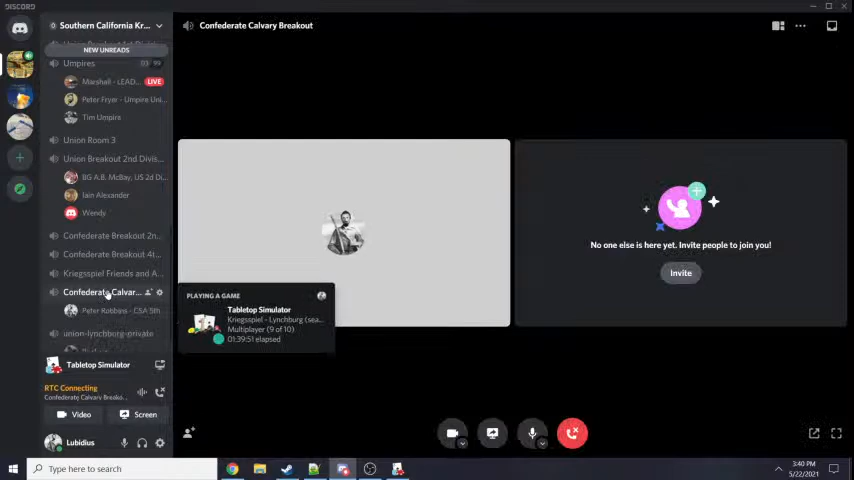 DISCORD
Southern California Kr...
Confederate Calvary Breakout
NEW UNREADS
Umpires
Marshall - LEAD...
LIVE
Peter Fryer - Umpire Uni...
Tim Umpire
Union Room 3
Union Breakout 2nd Divis...
BG A.B. McBay, US 2d Di...
Iain Alexander
Wendy
Confederate Breakout 2n...
Confederate Breakout 4t...
Kriegsspiel Friends and A...
Confederate Calvar...
Peter Robbins - CSA 5th
union-lynchburg-private
No one else is here yet. Invite people to join you!
Invite
PLAYING A GAME
Tabletop Simulator
Kriegsspiel - Lynchburg (sea...
Multiplayer (9 of 10)
01:39:51 elapsed
Tabletop Simulator
RTC Connecting
Confederate Calvary Breako...
Video
Screen
Lubidius
Type here to search
3:40 PM
5/22/2021